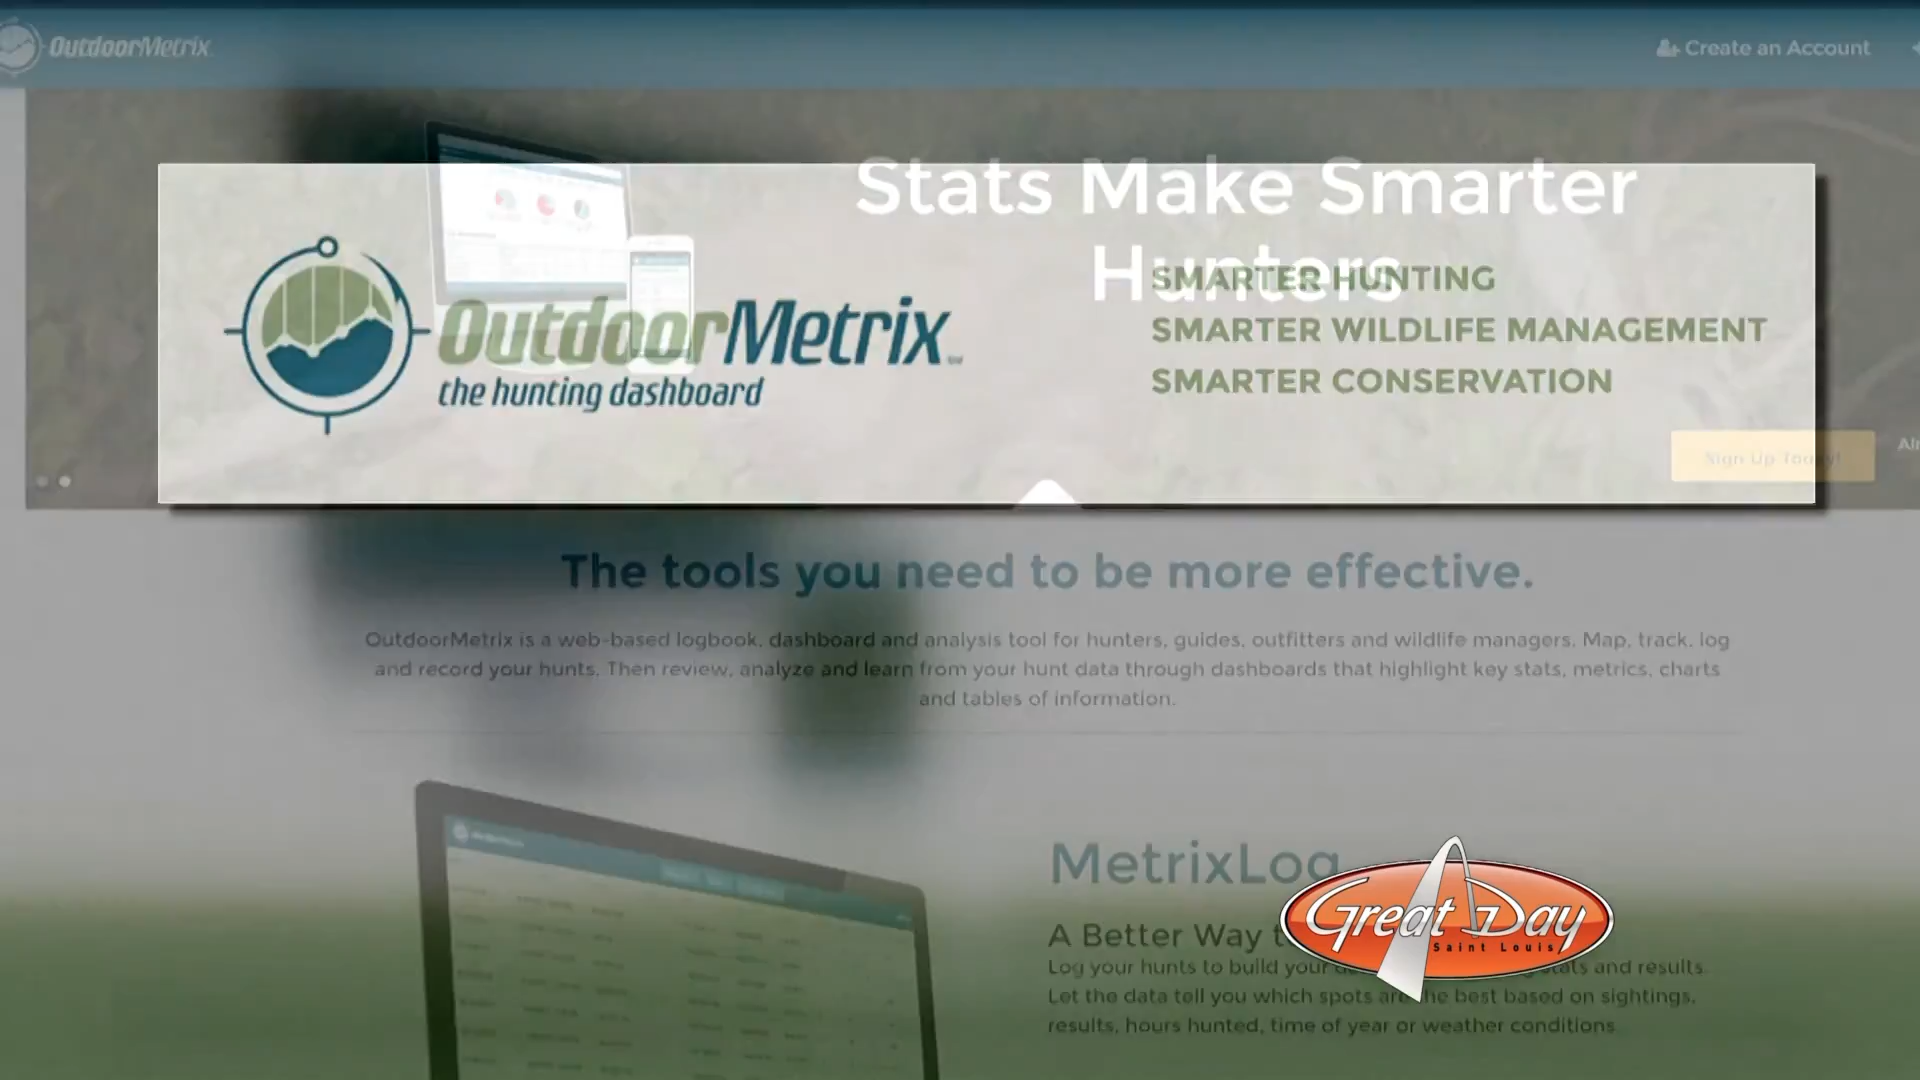 OutdoorMetrix
Create an Account
Stats Make Smarter
Hunters
OutdoorMetrix
the hunting dashboard
SMARTER HUNTING
SMARTER WILDLIFE MANAGEMENT
SMARTER CONSERVATION
Sign Up Today!
The tools you need to be more effective.
OutdoorMetrix is a web-based logbook, dashboard and analysis tool for hunters, guides, outfitters and wildlife managers. Map, track, log
and record your hunts. Then review, analyze and learn from your hunt data through dashboards that highlight key stats, metrics, charts
and tables of information.
MetrixLog
A Better Way
Log your hunts to build your stats and results.
Let the data tell you which spots are the best based on sightings,
results, hours hunted, time of year or weather conditions.
Great Day
Saint Louis